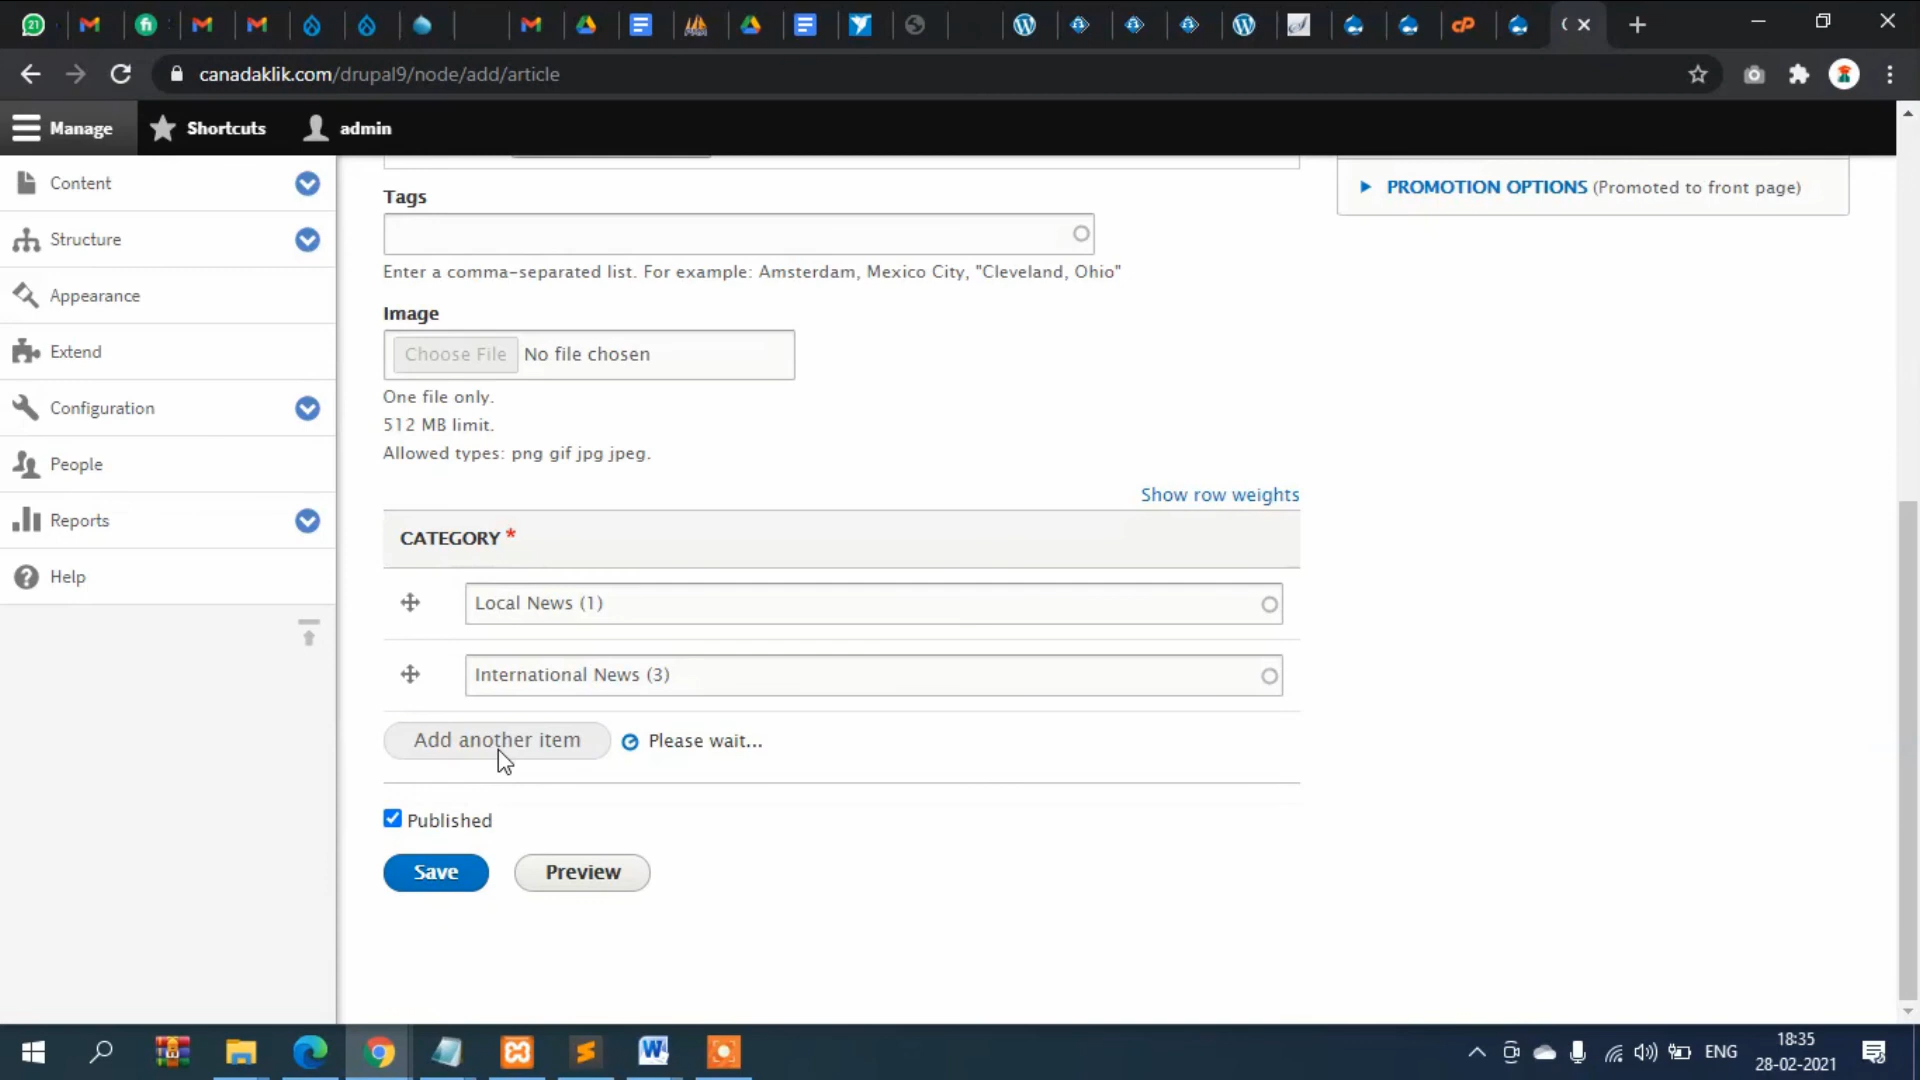 canadaklik.com/drupal9/node/add/article
Manage
Shortcuts
admin
Content
Structure
Appearance
Extend
Configuration
People
Reports
Help
PROMOTION OPTIONS (Promoted to front page)
Tags
Enter a comma-separated list. For example: Amsterdam, Mexico City, "Cleveland, Ohio"
Image
Choose File No file chosen
One file only.
512 MB limit.
Allowed types: png gif jpg jpeg.
Show row weights
CATEGORY *
Local News (1)
International News (3)
Add another item Please wait...
Published
Save Preview
ENG
18:35
28-02-2021